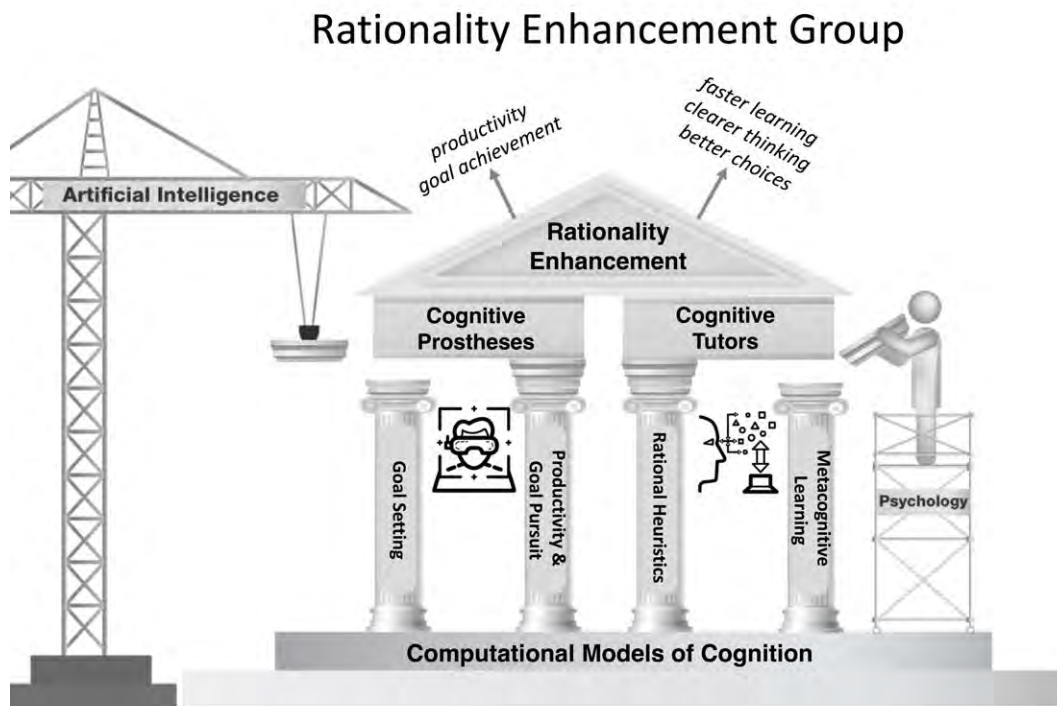 Rationality Enhancement Group
productivity
goal achievement
faster learning
clearer thinking
better choices
Artificial Intelligence
Rationality
Enhancement
Cognitive
Prostheses
Cognitive
Tutors
Goal Setting
Productivity &
Goal Pursuit
Rational Heuristics
Metacognitive
Learning
Psychology
Computational Models of Cognition